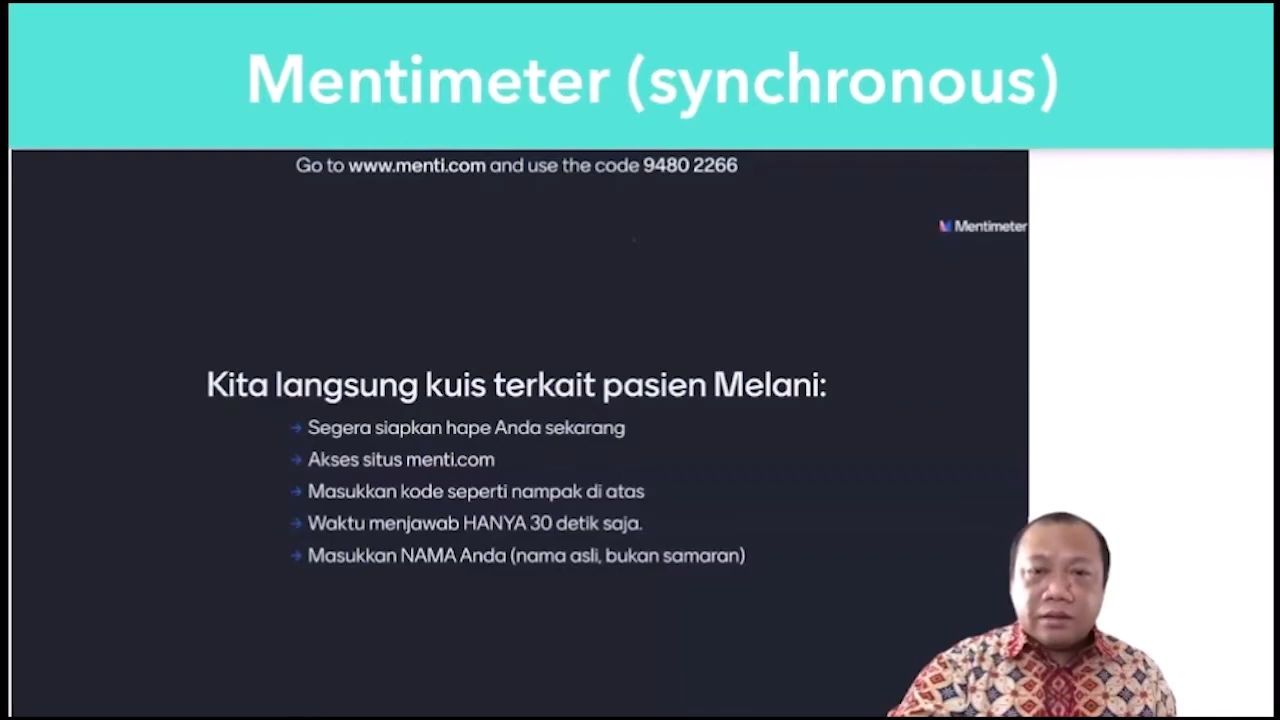 Mentimeter (synchronous)
Go to www.menti.com and use the code 9480 2266
Mentimeter
Kita langsung kuis terkait pasien Melani:
→ Segera siapkan hape Anda sekarang
→ Akses situs menti.com
→ Masukkan kode seperti nampak di atas
→ Waktu menjawab HANYA 30 detik saja.
→ Masukkan NAMA Anda (nama asli, bukan samaran)